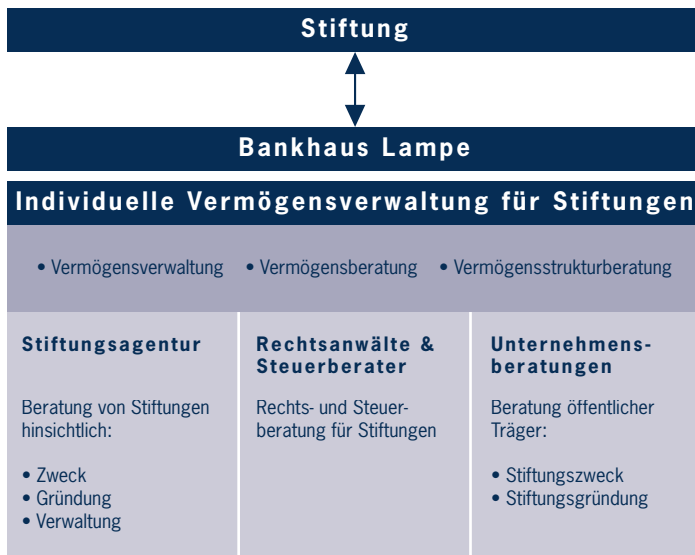 Stiftung
Bankhaus Lampe
Individuelle Vermögensverwaltung für Stiftungen
• Vermögensverwaltung • Vermögensberatung • Vermögensstrukturberatung
Stiftungsagentur
Beratung von Stiftungen
hinsichtlich:
• Zweck
• Gründung
• Verwaltung
Rechtsanwälte &
Steuerberater
Rechts- und Steuer-
beratung für Stiftungen
Unternehmens-
beratungen
Beratung öffentlicher
Träger:
• Stiftungszweck
• Stiftungsgründung